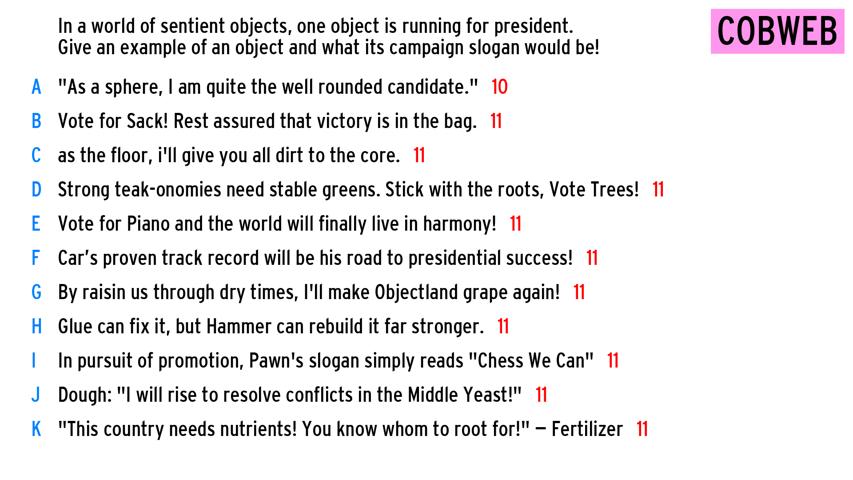 In a world of sentient objects, one object is running for president.
Give an example of an object and what its campaign slogan would be!
COBWEB
A "As a sphere, I am quite the well rounded candidate." 10
B Vote for Sack! Rest assured that victory is in the bag. 11
C as the floor, i'll give you all dirt to the core. 11
D Strong teak-onomies need stable greens. Stick with the roots, Vote Trees! 11
E Vote for Piano and the world will finally live in harmony! 11
F Car’s proven track record will be his road to presidential success! 11
G By raisin us through dry times, I'll make Objectland grape again! 11
H Glue can fix it, but Hammer can rebuild it far stronger. 11
I In pursuit of promotion, Pawn's slogan simply reads "Chess We Can" 11
J Dough: "I will rise to resolve conflicts in the Middle Yeast!" 11
K "This country needs nutrients! You know whom to root for!" — Fertilizer 11